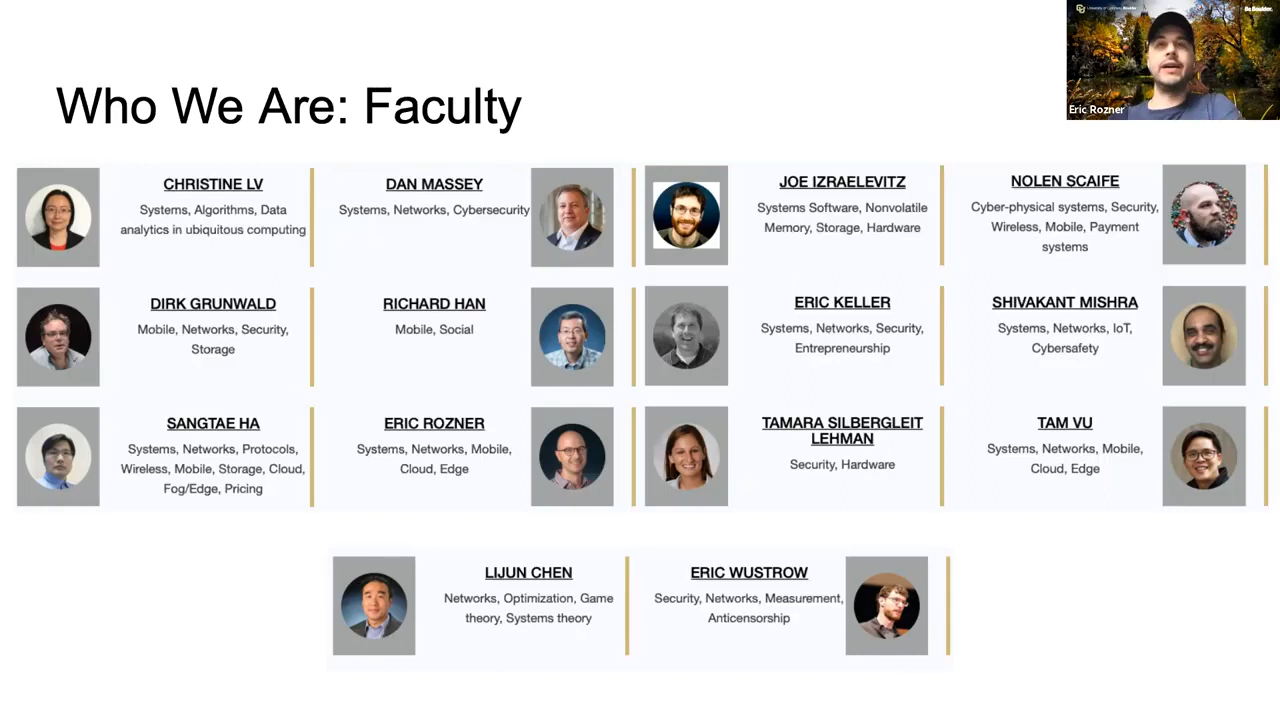 Be Boulder.
Eric Rozner
Who We Are: Faculty
CHRISTINE LV
Systems, Algorithms, Data
analytics in ubiquitous computing
DAN MASSEY
Systems, Networks, Cybersecurity
JOE IZRAELEVITZ
Systems Software, Nonvolatile
Memory, Storage, Hardware
NOLEN SCAIFE
Cyber-physical systems, Security,
Wireless, Mobile, Payment
systems
DIRK GRUNWALD
Mobile, Networks, Security,
Storage
RICHARD HAN
Mobile, Social
ERIC KELLER
Systems, Networks, Security,
Entrepreneurship
SHIVAKANT MISHRA
Systems, Networks, IoT,
Cybersafety
SANGTAE HA
Systems, Networks, Protocols,
Wireless, Mobile, Storage, Cloud,
Fog/Edge, Pricing
ERIC ROZNER
Systems, Networks, Mobile,
Cloud, Edge
TAMARA SILBERGLEIT
LEHMAN
Security, Hardware
TAM VU
Systems, Networks, Mobile,
Cloud, Edge
LIJUN CHEN
Networks, Optimization, Game
theory, Systems theory
ERIC WUSTROW
Security, Networks, Measurement,
Anticensorship